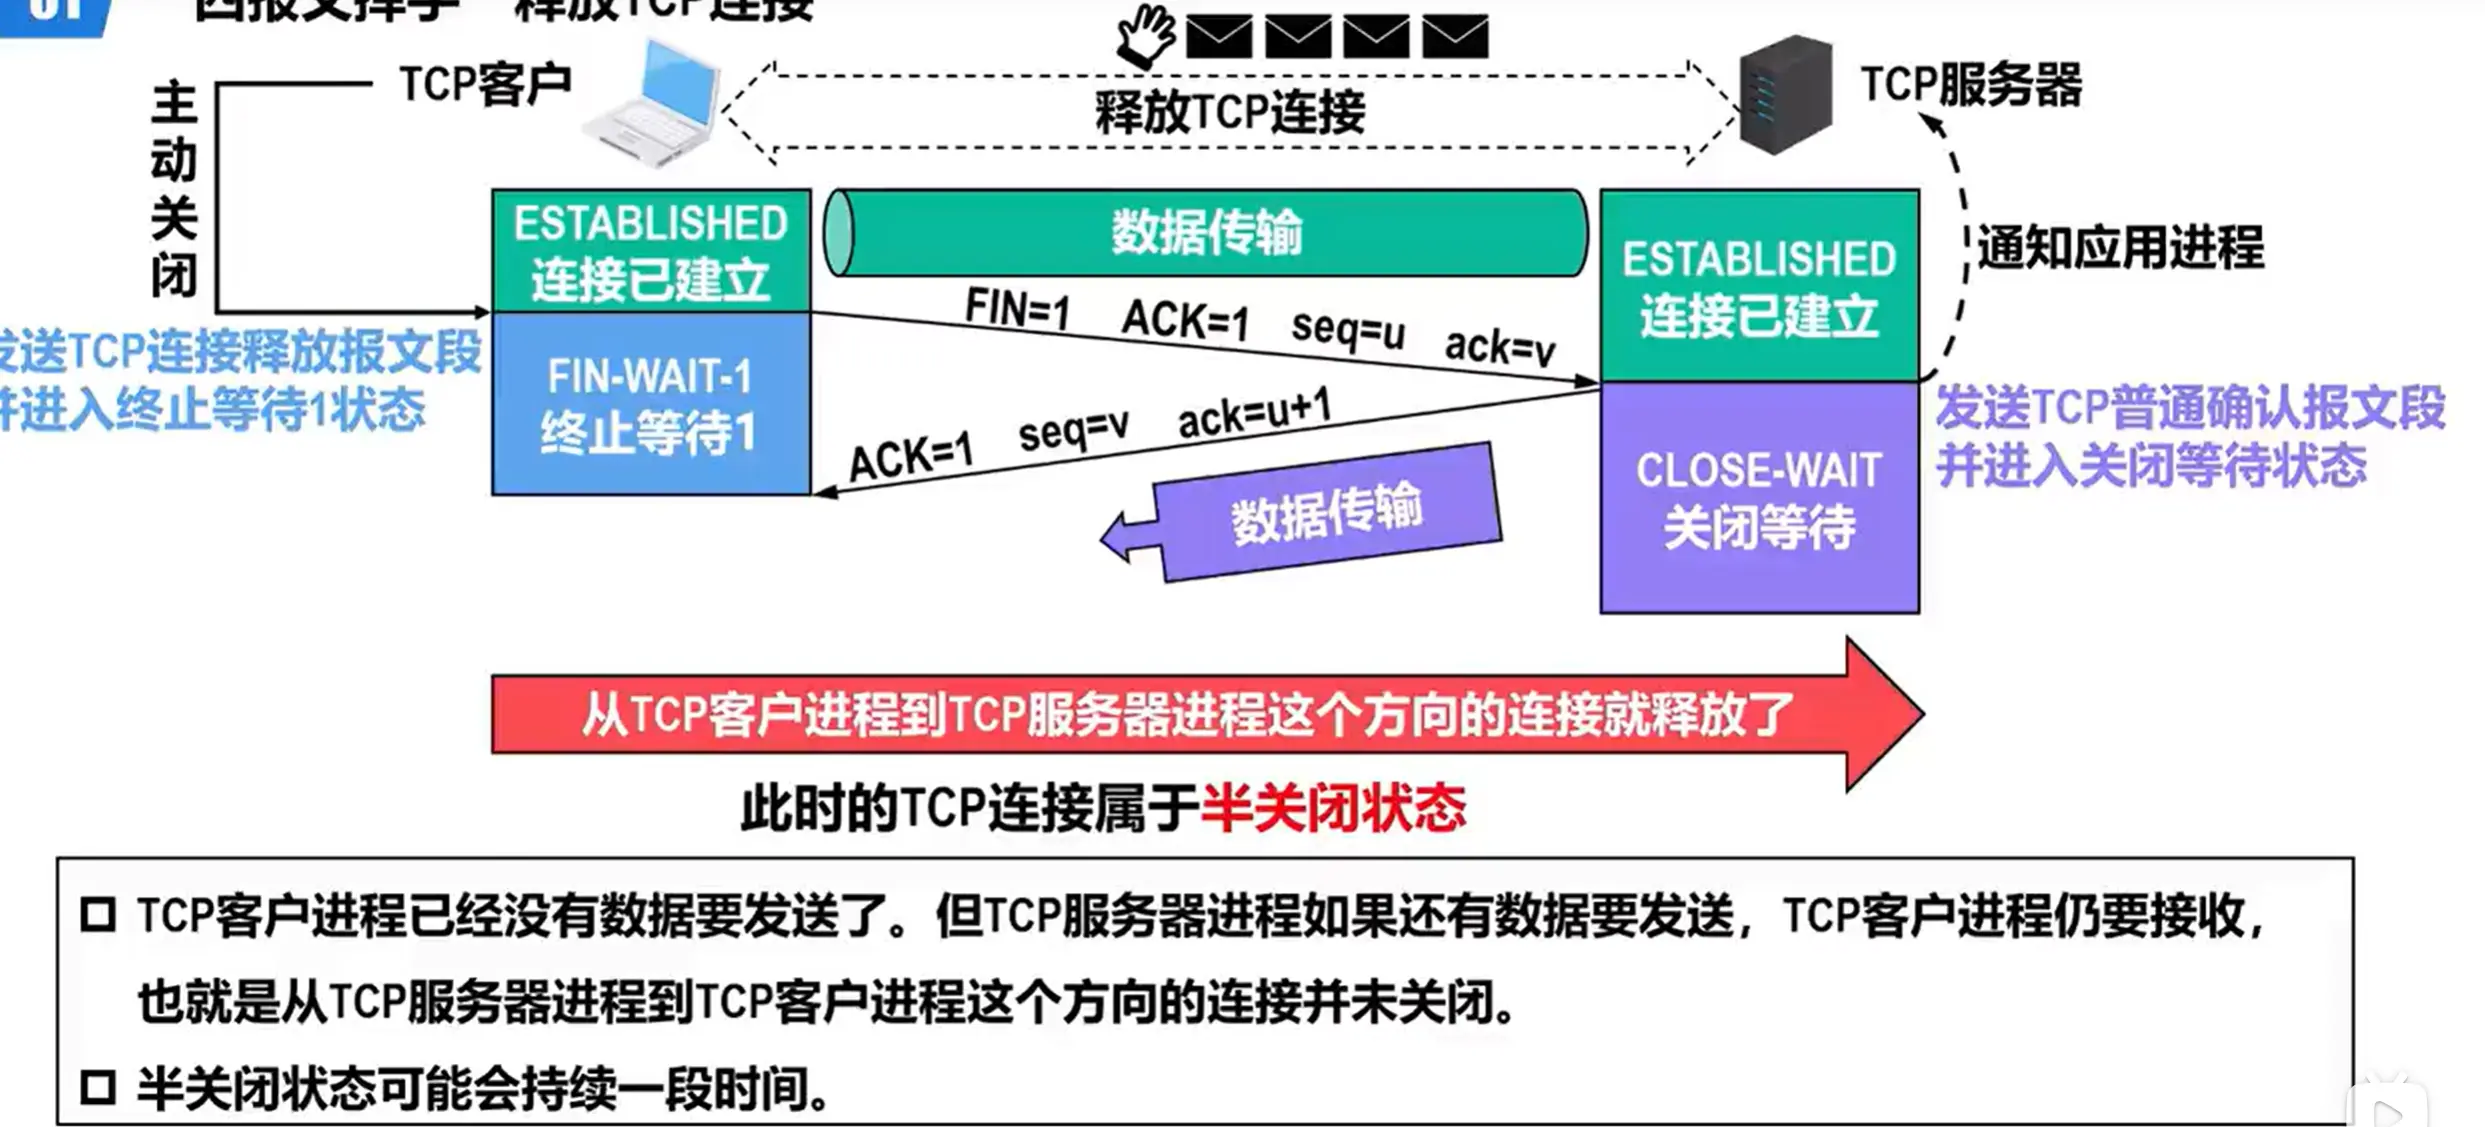 01 四报文挥手 释放TCP连接
TCP客户
释放TCP连接
TCP服务器
主动关闭
ESTABLISHED
连接已建立
数据传输
ESTABLISHED
连接已建立
通知应用进程
FIN=1 ACK=1 seq=u ack=v
发送TCP连接释放报文段
并进入终止等待1状态
FIN-WAIT-1
终止等待1
ACK=1 seq=v ack=u+1
发送TCP普通确认报文段
并进入关闭等待状态
CLOSE-WAIT
关闭等待
数据传输
从TCP客户进程到TCP服务器进程这个方向的连接就释放了
此时的TCP连接属于半关闭状态
TCP客户进程已经没有数据要发送了。但TCP服务器进程如果还有数据要发送，TCP客户进程仍要接收，
也就是从TCP服务器进程到TCP客户进程这个方向的连接并未关闭。
半关闭状态可能会持续一段时间。